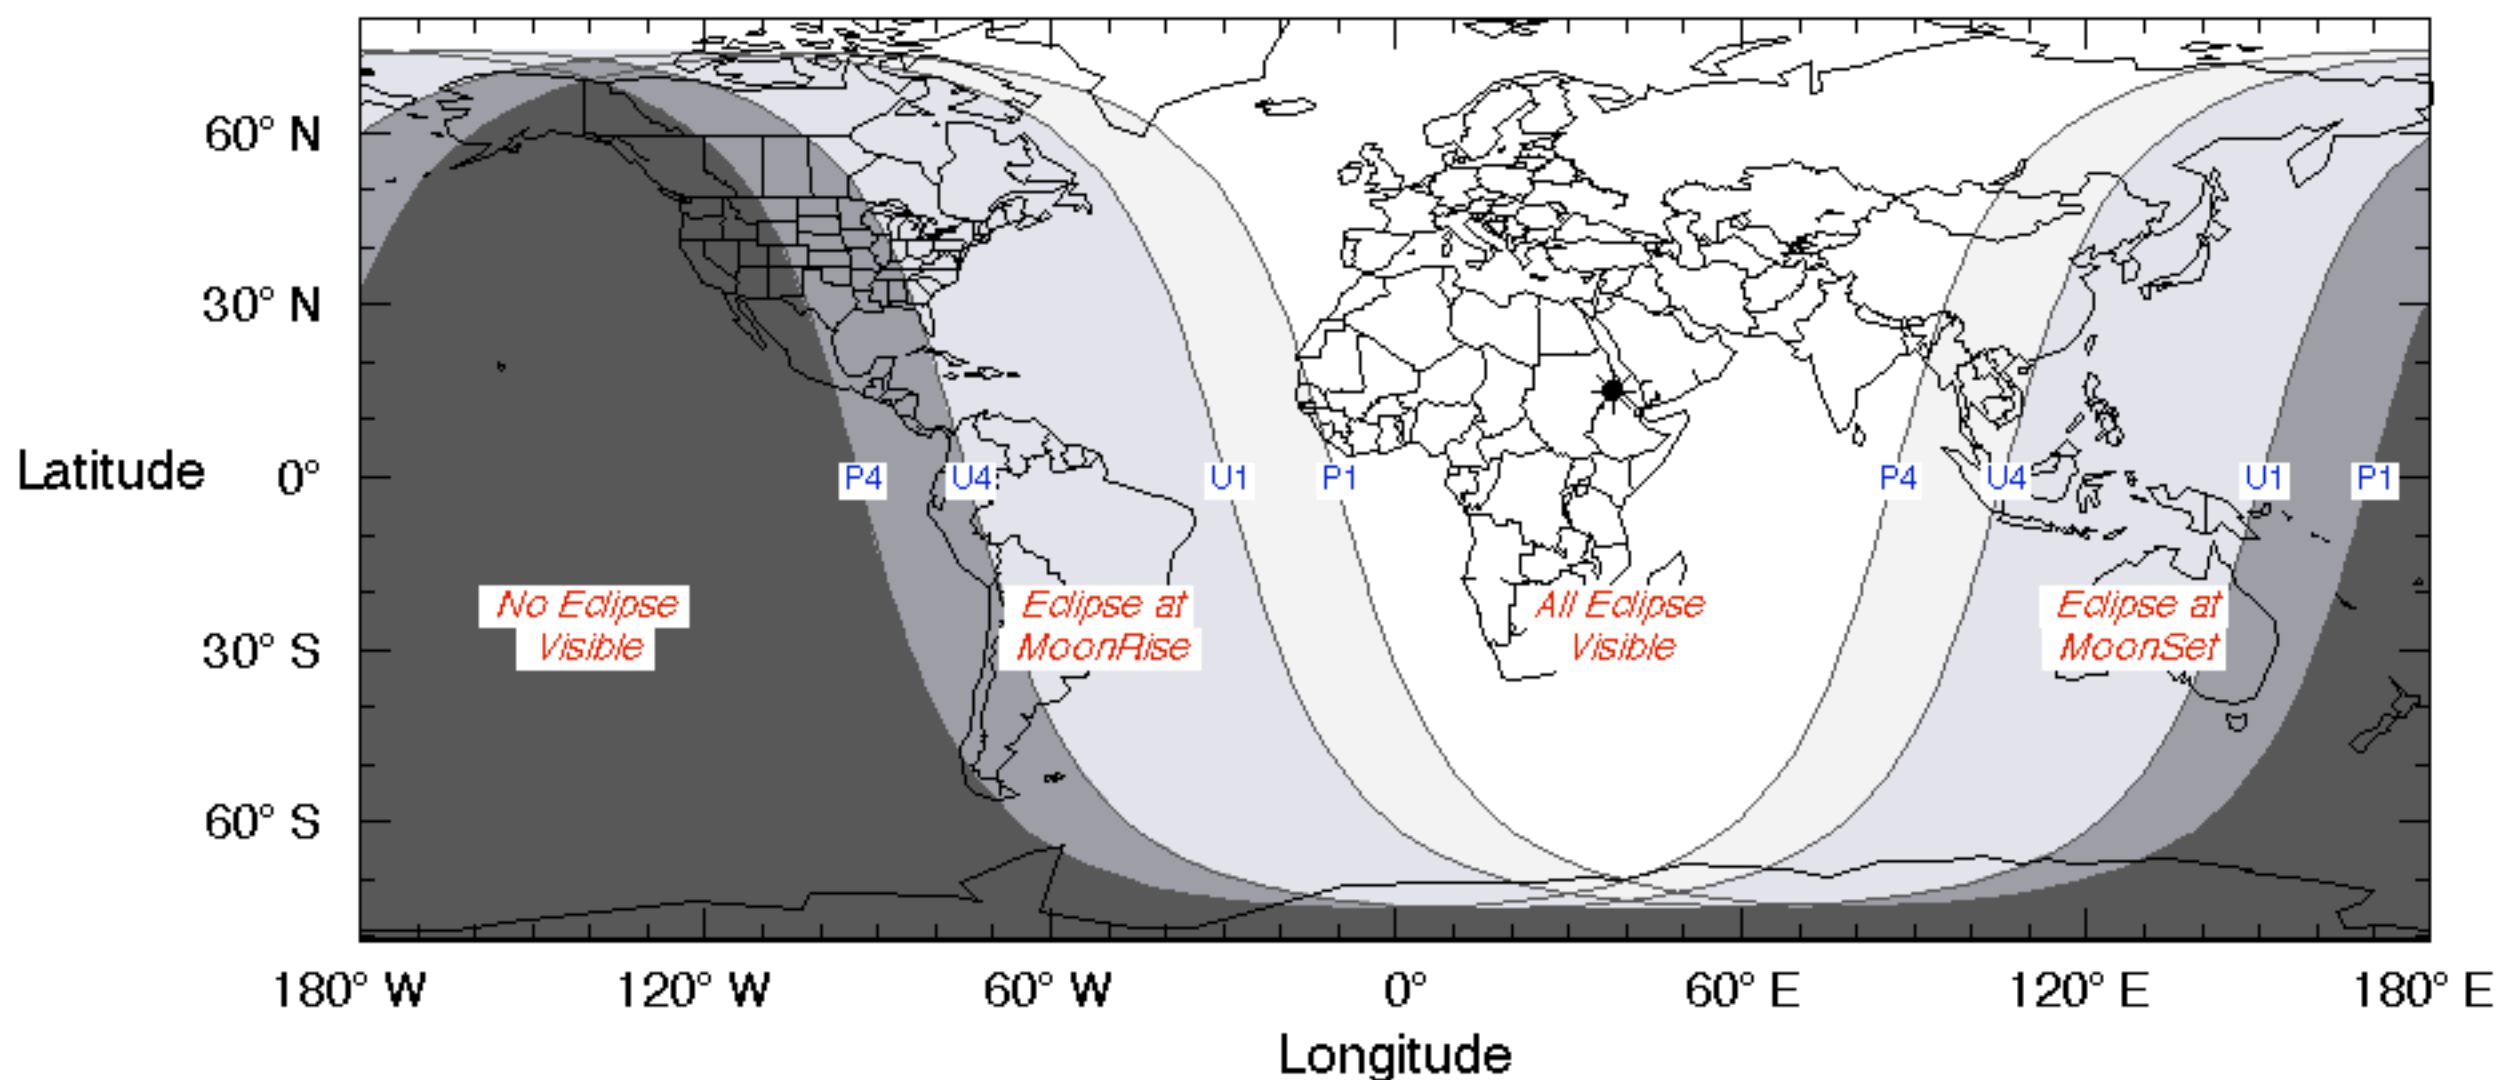 60° N
30° N
Latitude
0°
P4
U4
U1
P1
P4
U4
U1
P1
No Eclipse
Visible
Eclipse at
MoonRise
All Eclipse
Visible
Eclipse at
MoonSet
30° S
60° S
180° W
120° W
60° W
0°
60° E
120° E
180° E
Longitude